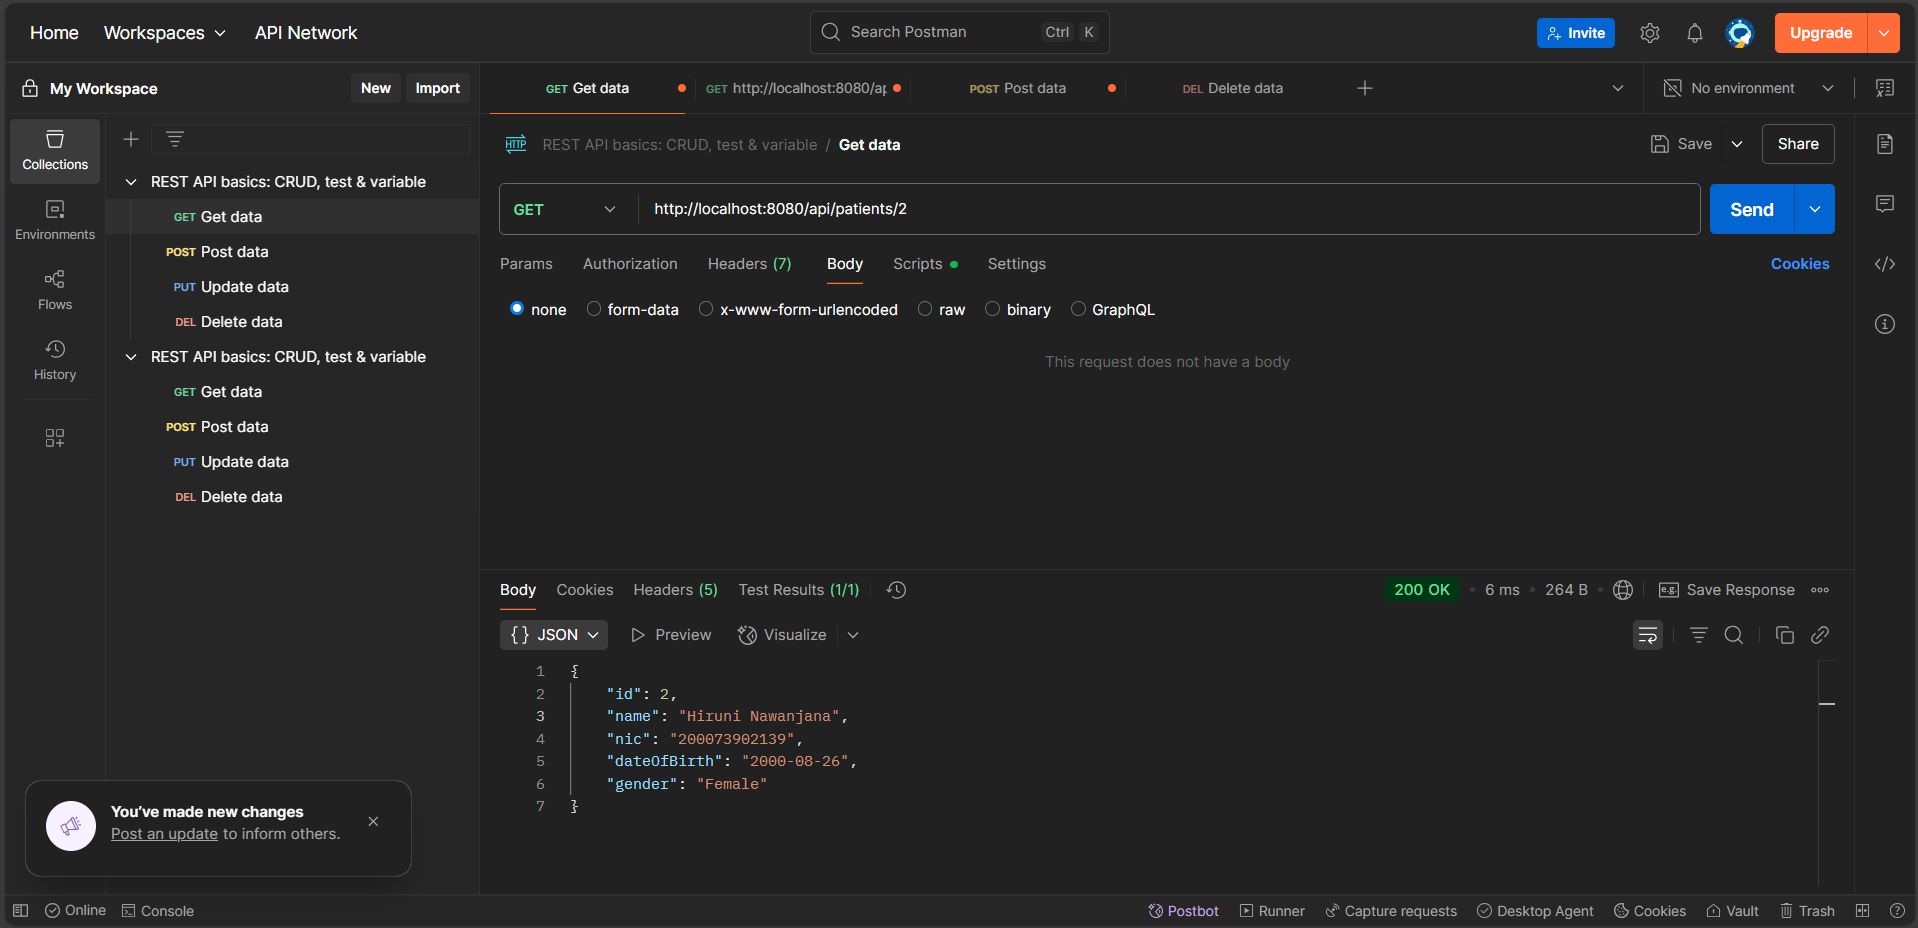 Home Workspaces API Network Search Postman Ctrl K Invite Upgrade
My Workspace New Import
GET Get data GET http://localhost:8080/ap POST Post data DEL Delete data No environment
Collections
Environments
Flows
History
REST API basics: CRUD, test & variable
GET Get data
POST Post data
PUT Update data
DEL Delete data
REST API basics: CRUD, test & variable
GET Get data
POST Post data
PUT Update data
DEL Delete data
HTTP REST API basics: CRUD, test & variable / Get data Save Share
GET http://localhost:8080/api/patients/2 Send
Params Authorization Headers (7) Body Scripts Settings Cookies
none form-data x-www-form-urlencoded raw binary GraphQL
This request does not have a body
Body Cookies Headers (5) Test Results (1/1) 200 OK 6 ms 264 B e.g. Save Response
{} JSON Preview Visualize
1 {
2 "id": 2,
3 "name": "Hiruni Nawanjana",
4 "nic": "200073902139",
5 "dateOfBirth": "2000-08-26",
6 "gender": "Female"
7 }
You've made new changes
Post an update to inform others.
Online Console Postbot Runner Capture requests Desktop Agent Cookies Vault Trash